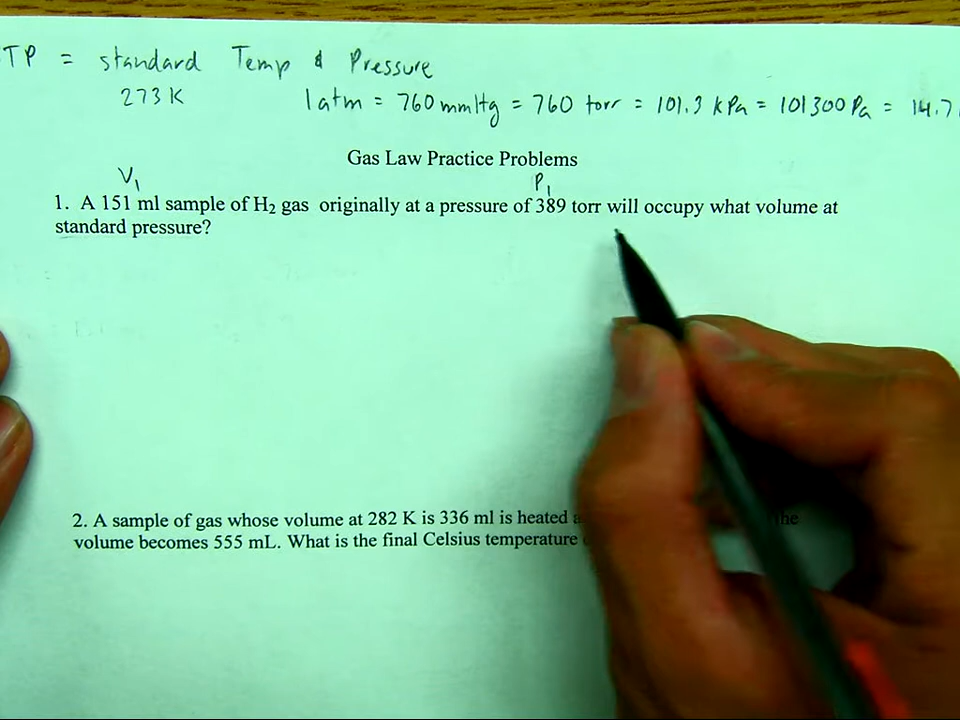 TP = standard Temp & Pressure
273 K 1 atm = 760 mmHg = 760 torr = 101.3 kPa = 101300 Pa = 14.7
Gas Law Practice Problems
V₁ P₁
1. A 151 ml sample of H₂ gas originally at a pressure of 389 torr will occupy what volume at
standard pressure?
2. A sample of gas whose volume at 282 K is 336 ml is heated
volume becomes 555 mL. What is the final Celsius temperature